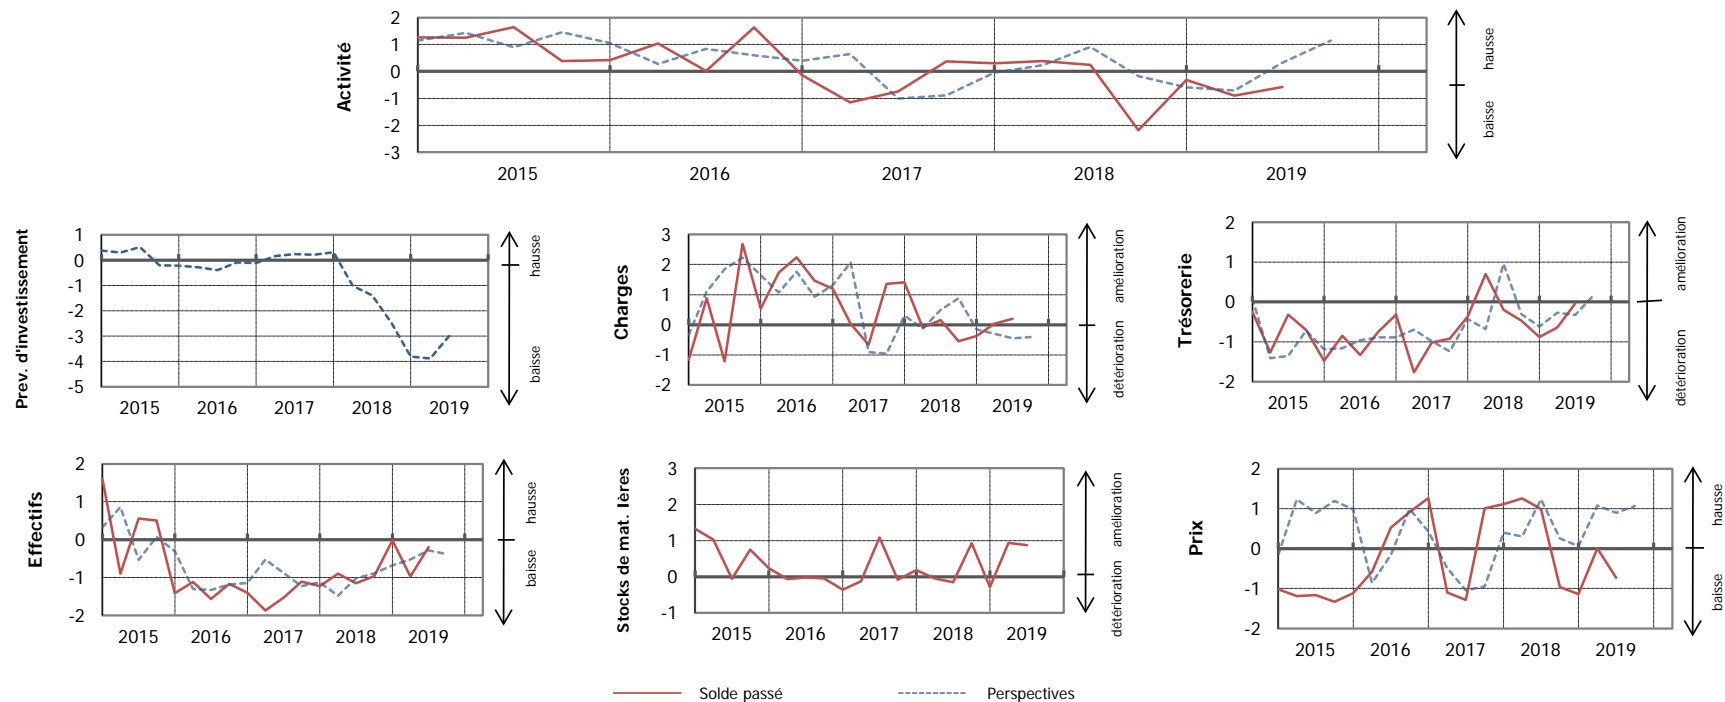 Activité
2
1
0
-1
-2
-3
2015 2016 2017 2018 2019
hausse
baisse
Prev. d'investissement
1
0
-1
-2
-3
-4
-5
2015 2016 2017 2018 2019
hausse
baisse
Charges
3
2
1
0
-1
-2
2015 2016 2017 2018 2019
amélioration
détérioration
Trésorerie
2
1
0
-1
-2
2015 2016 2017 2018 2019
amélioration
détérioration
Effectifs
2
1
0
-1
-2
2015 2016 2017 2018 2019
hausse
baisse
Stocks de mat. Ières
3
2
1
0
-1
2015 2016 2017 2018 2019
amélioration
détérioration
Prix
2
1
0
-1
-2
2015 2016 2017 2018 2019
hausse
baisse
Solde passé Perspectives